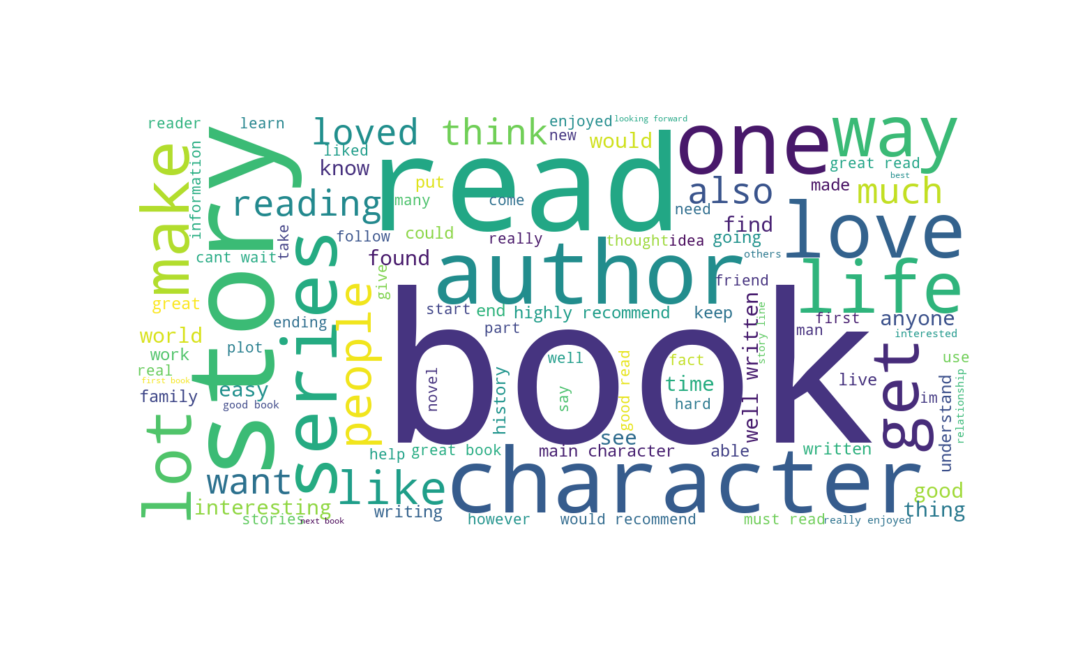 reader
learn
loved
think
enjoyed
looking forward
new
would
one
way
make
information
story
liked
know
read
put
many
come
also
need
great read
best
made
much
reading
take
follow
could
really
thought
idea
find
going
others
love
cant wait
series
found
give
author
friend
life
great
people
start
end
highly recommend
keep
first
anyone
world
ending
part
man
interested
work
plot
book
well
good read
fact
well written
story line
get
use
real
first book
easy
novel
history
say
time
live
im
understand
relationship
family
good book
hard
lot
see
help
great book
main character
able
written
want
like
character
good
interesting
writing
thing
stories
next book
however
would recommend
must read
really enjoyed